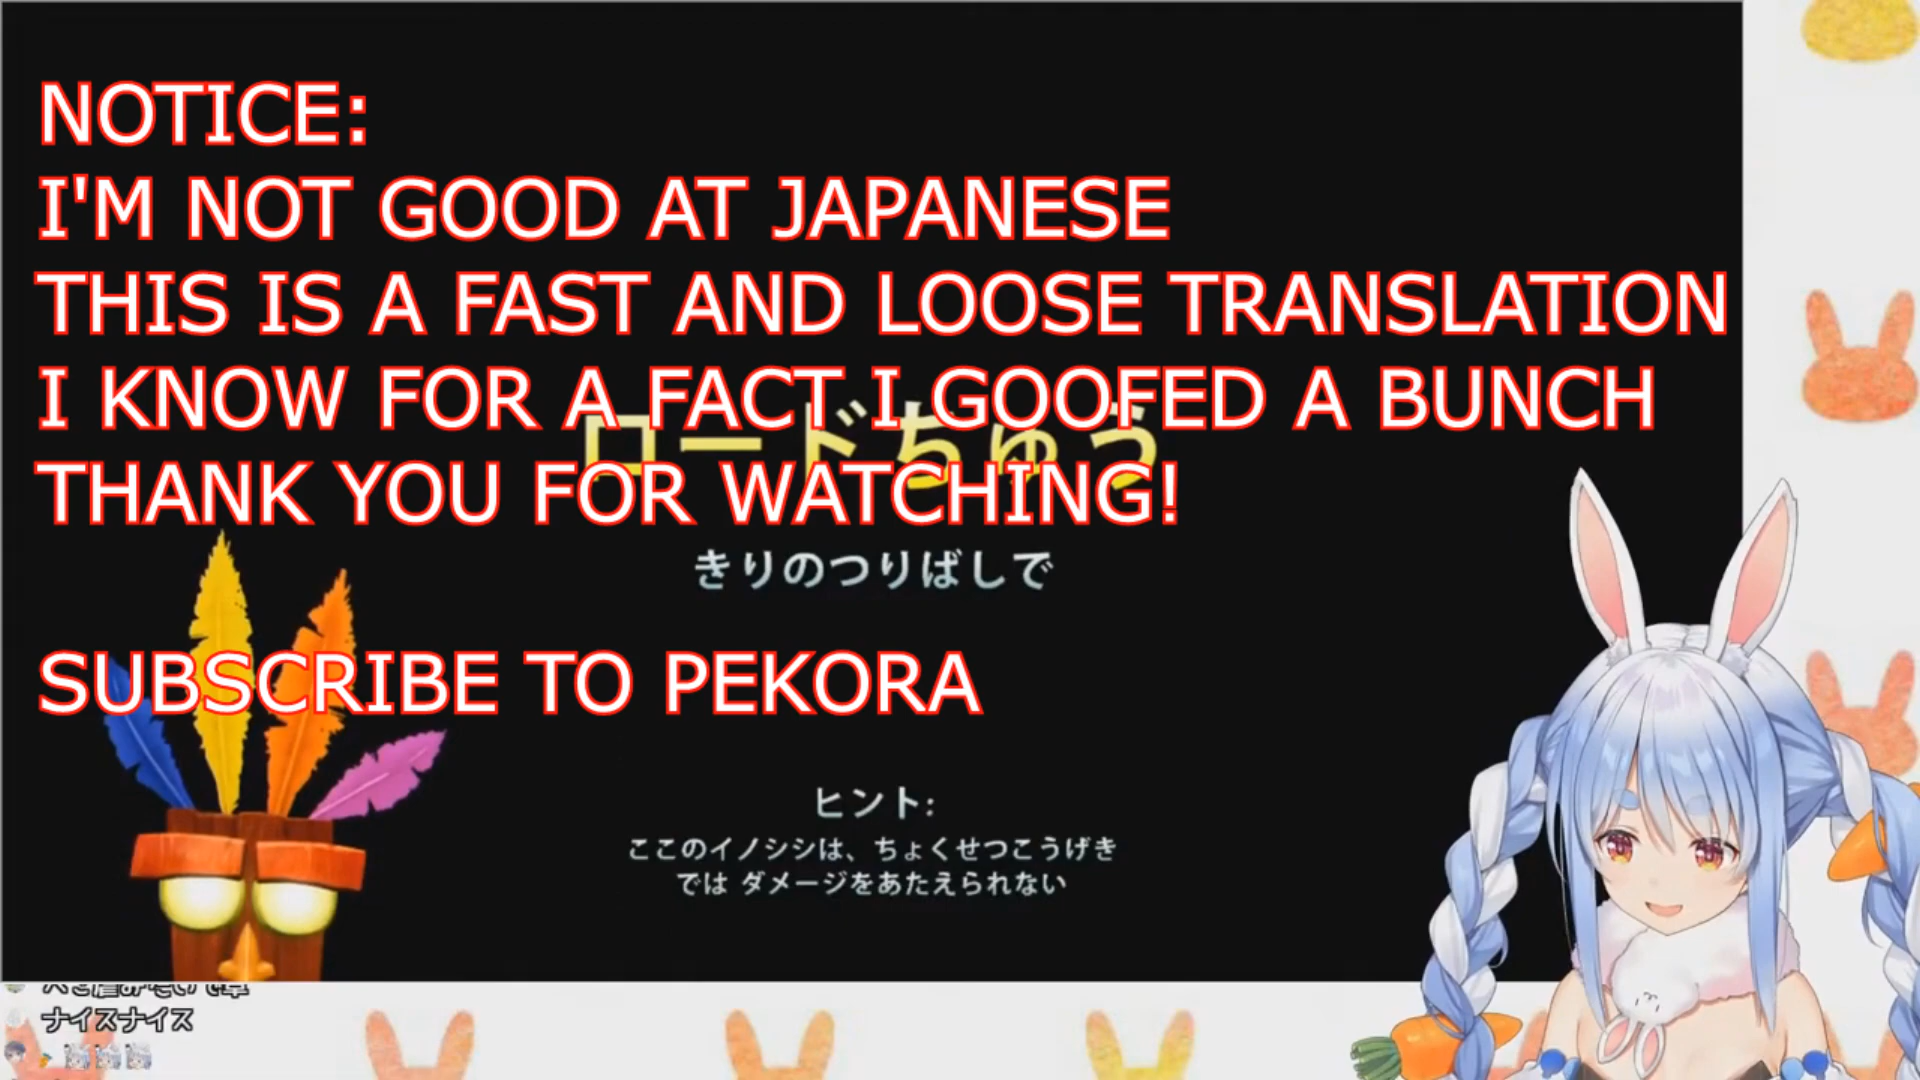 NOTICE:
I'M NOT GOOD AT JAPANESE
THIS IS A FAST AND LOOSE TRANSLATION
I KNOW FOR A FACT I GOOFED A BUNCH
ロードちゅう
THANK YOU FOR WATCHING!
きりのつりばしで
SUBSCRIBE TO PEKORA
ヒント:
ここのイノシシは、ちょくせつこうげき
では ダメージをあたえられない
ナイスナイス